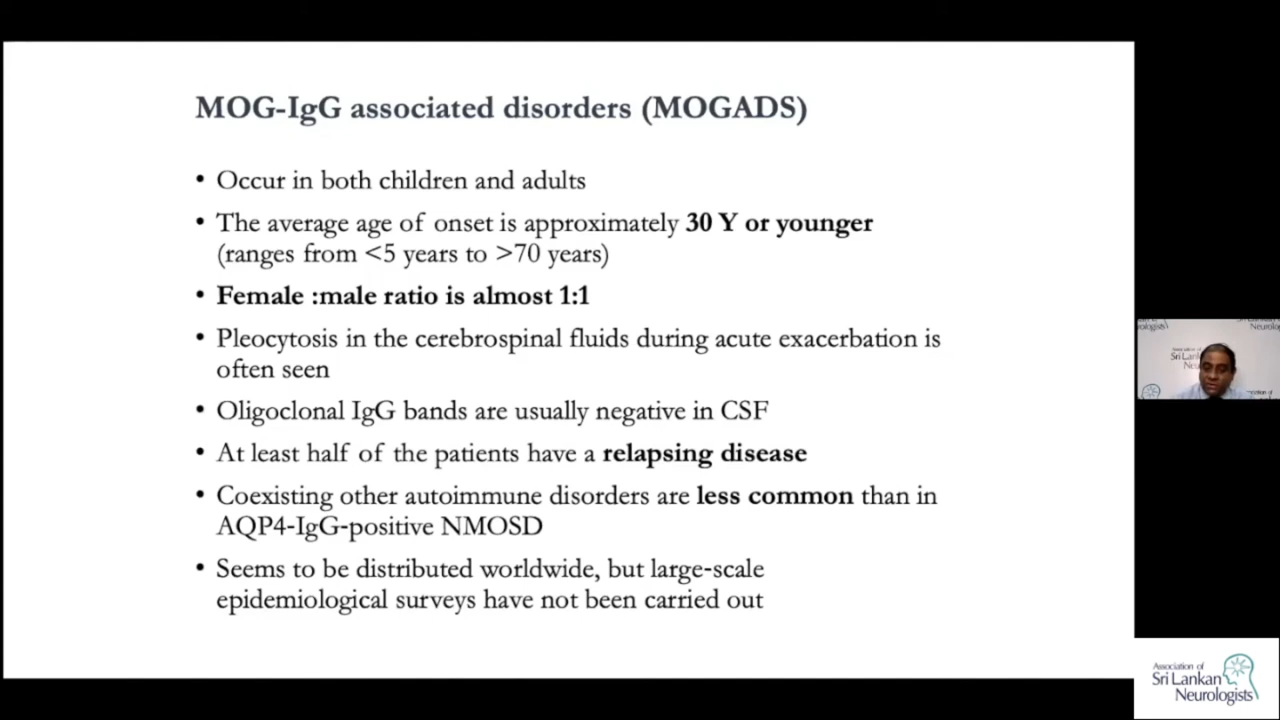 MOG-IgG associated disorders (MOGADS)
• Occur in both children and adults
• The average age of onset is approximately 30 Y or younger
(ranges from <5 years to >70 years)
• Female :male ratio is almost 1:1
• Pleocytosis in the cerebrospinal fluids during acute exacerbation is
often seen
• Oligoclonal IgG bands are usually negative in CSF
• At least half of the patients have a relapsing disease
• Coexisting other autoimmune disorders are less common than in
AQP4-IgG-positive NMOSD
• Seems to be distributed worldwide, but large-scale
epidemiological surveys have not been carried out
Association of
Sri Lankan
Neurologists